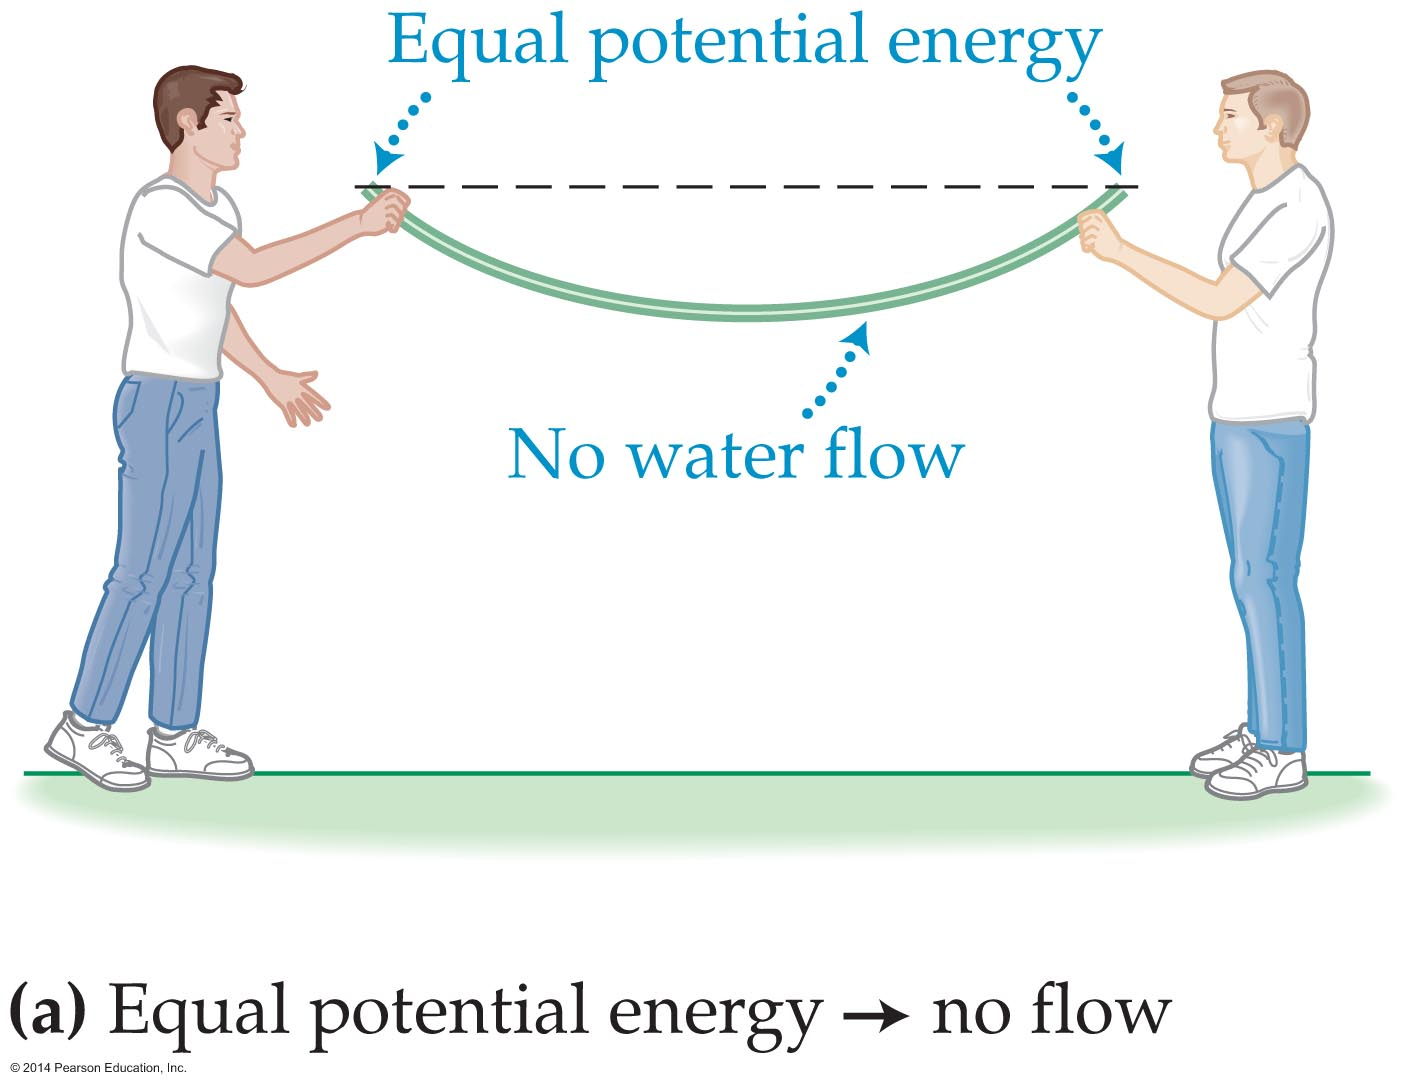 Equal potential energy
No water flow
(a) Equal potential energy → no flow
© 2014 Pearson Education, Inc.